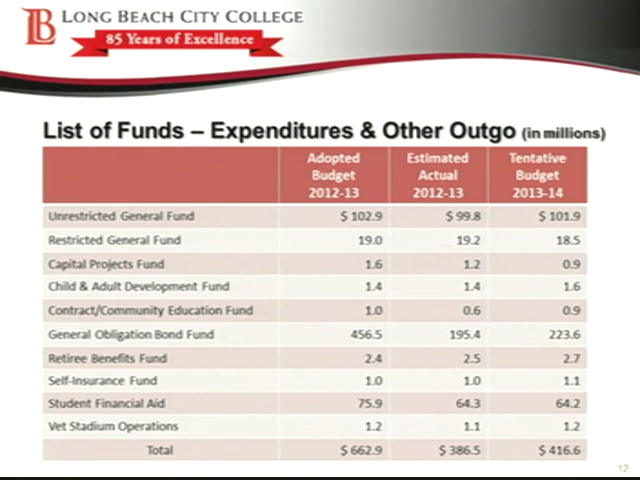 LB LONG BEACH CITY COLLEGE
85 Years of Excellence
List of Funds – Expenditures & Other Outgo (in millions)
Adopted Budget 2012-13 Estimated Actual 2012-13 Tentative Budget 2013-14
Unrestricted General Fund $ 102.9 $ 99.8 $ 101.9
Restricted General Fund 19.0 19.2 18.5
Capital Projects Fund 1.6 1.2 0.9
Child & Adult Development Fund 1.4 1.4 1.6
Contract/Community Education Fund 1.0 0.6 0.9
General Obligation Bond Fund 456.5 195.4 223.6
Retiree Benefits Fund 2.4 2.5 2.7
Self-Insurance Fund 1.0 1.0 1.1
Student Financial Aid 75.9 64.3 64.2
Vet Stadium Operations 1.2 1.1 1.2
Total $ 662.9 $ 386.5 $ 416.6
12